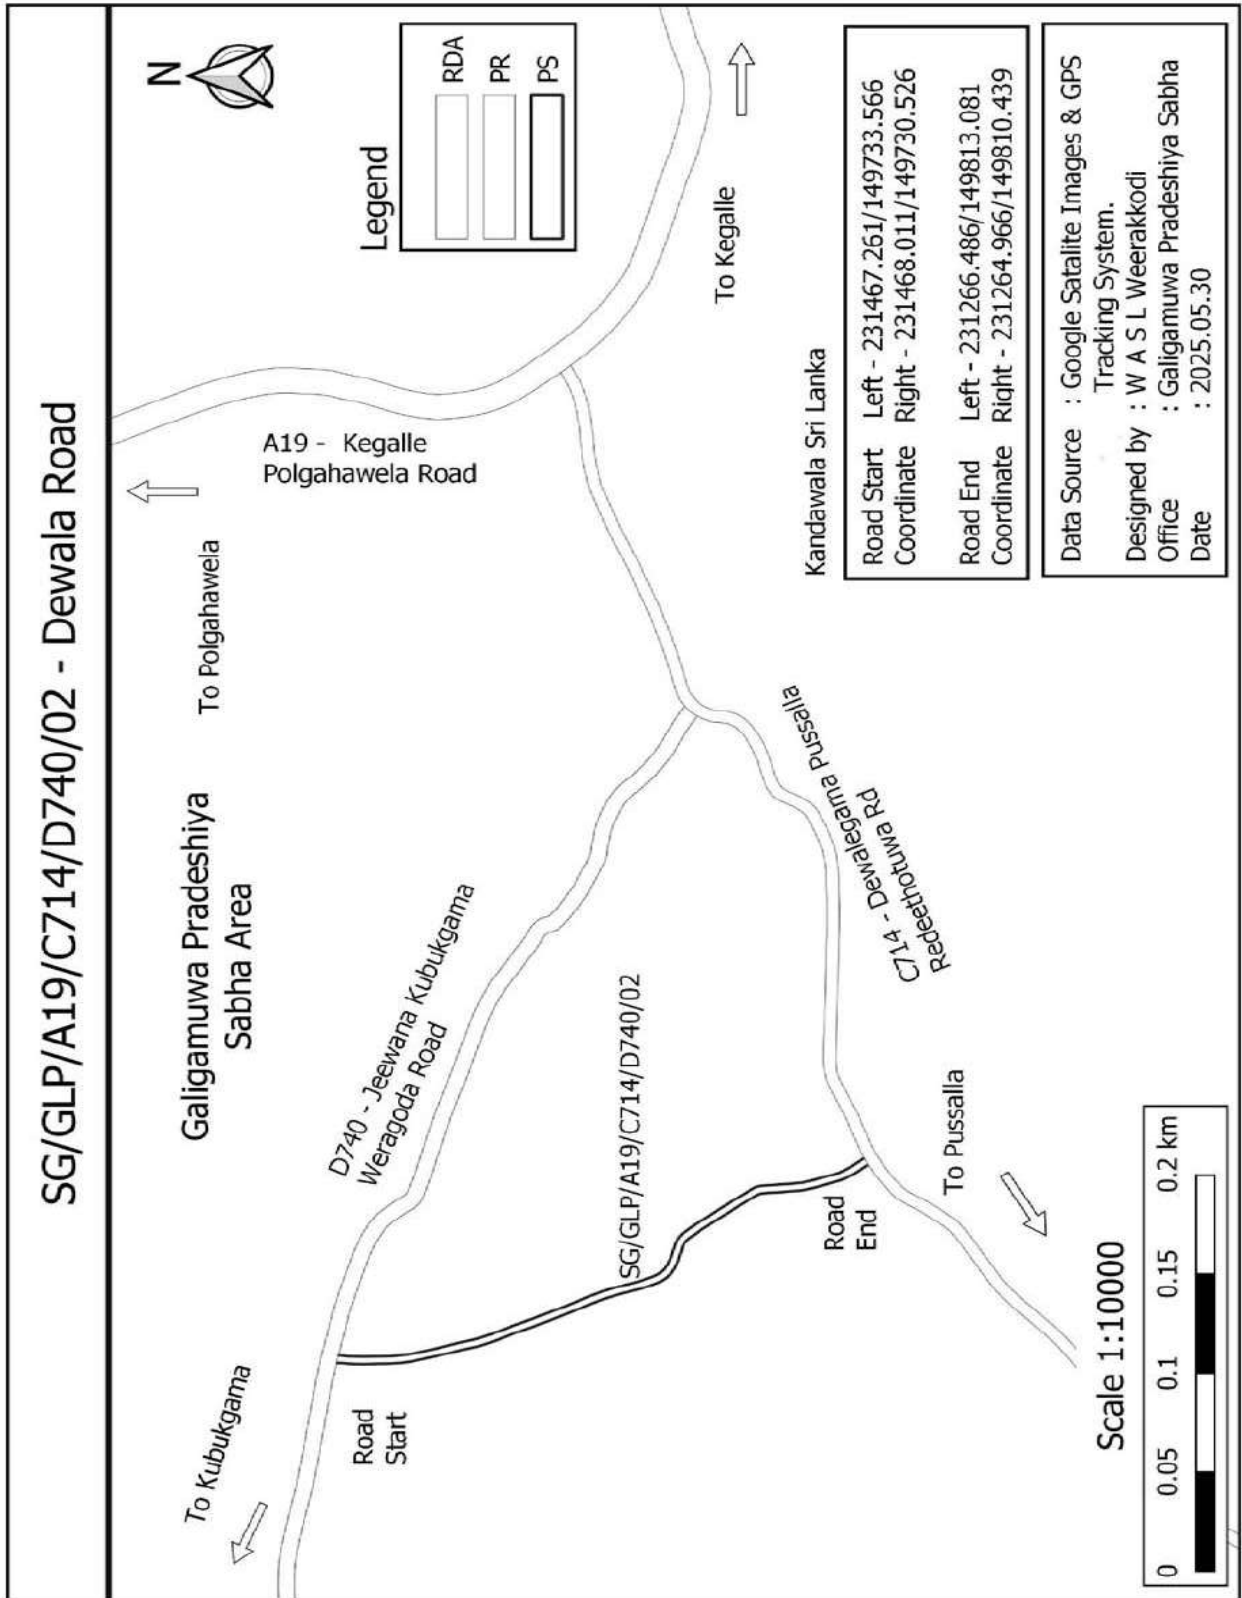 SG/GLP/A19/C714/D740/02 - Dewala Road
N
Galigamuwa Pradeshiya
Sabha Area
To Polgahawela
A19 - Kegalle
Polgahawela Road
Legend
RDA
PR
PS
To Kubukgama
D740 - Jeewana Kubukgama
Weragoda Road
Road
Start
SG/GLP/A19/C714/D740/02
To Kegalle
C714 - Dewalegama Pussalla
Redeethotuwa Rd
Road
End
To Pussalla
Kandawala Sri Lanka
Road Start Left - 231467.261/149733.566
Coordinate Right - 231468.011/149730.526
Road End Left - 231266.486/149813.081
Coordinate Right - 231264.966/149810.439
Data Source : Google Satalite Images & GPS
Tracking System.
Designed by : W A S L Weerakkodi
Office : Galigamuwa Pradeshiya Sabha
Date : 2025.05.30
Scale 1:10000
0 0.05 0.1 0.15 0.2 km